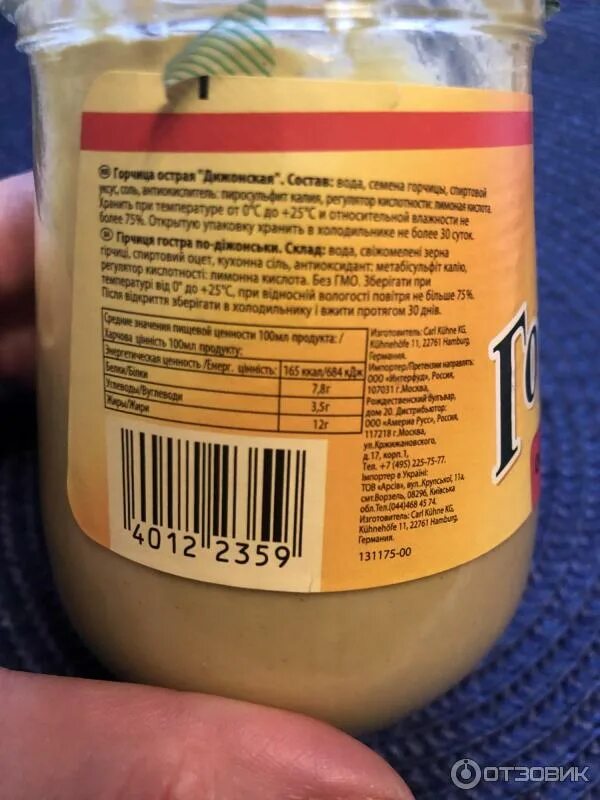 Горчица острая "Дижонская". Состав: вода, семена горчицы, спиртовой
уксус, соль, антиокислитель: пиросульфит калия, регулятор кислотности: лимонная кислота.
Хранить при температуре от 0°С до +25°С и относительной влажности не
более 75%. Открытую упаковку хранить в холодильнике не более 30 суток.
Гірчиця гостра по-діжонськи. Склад: вода, свіжомелені зерна
гірчиці, спиртовий оцет, кухонна сіль, антиоксидант: метабісульфіт калію,
регулятор кислотності: лимонна кислота. Без ГМО. Зберігати при
температурі від 0° до +25°С, при відносній вологості повітря не більше 75%.
Після відкриття зберігати в холодильнику і вжити протягом 30 днів.
Средние значения пищевой ценности 100мл продукта: /
Харчова цінність 100мл продукту:
Энергетическая ценность /Енерг. цінність: 165 ккал/684 кДж
Белки/Білки 7,8г
Углеводы/Вуглеводи 3,5г
Жиры/Жири 12г
Изготовитель: Carl Kühne KG,
Kühnehöfe 11, 22761 Hamburg,
Германия.
Импортер/Претензии направлять:
ООО «Интерфуд», Россия,
107031 г.Москва,
Рождественский бульвар,
дом 20. Дистрибьютор:
ООО «Америа Русс», Россия,
117218 г.Москва,
ул.Кржижановского,
д.17, корп.1,
Тел. +7 (495) 225-75-77.
Імпортер в Україні:
ТОВ «Арсів», вул..Крупської, 11а,
смт.Ворзель, 08296, Київська
обл.Тел.(044)468 45 74.
Изготовитель: Carl Kühne KG,
Kühnehöfe 11, 22761 Hamburg,
Германия.
131175-00
4012 2359
Го
ОТЗОВИК